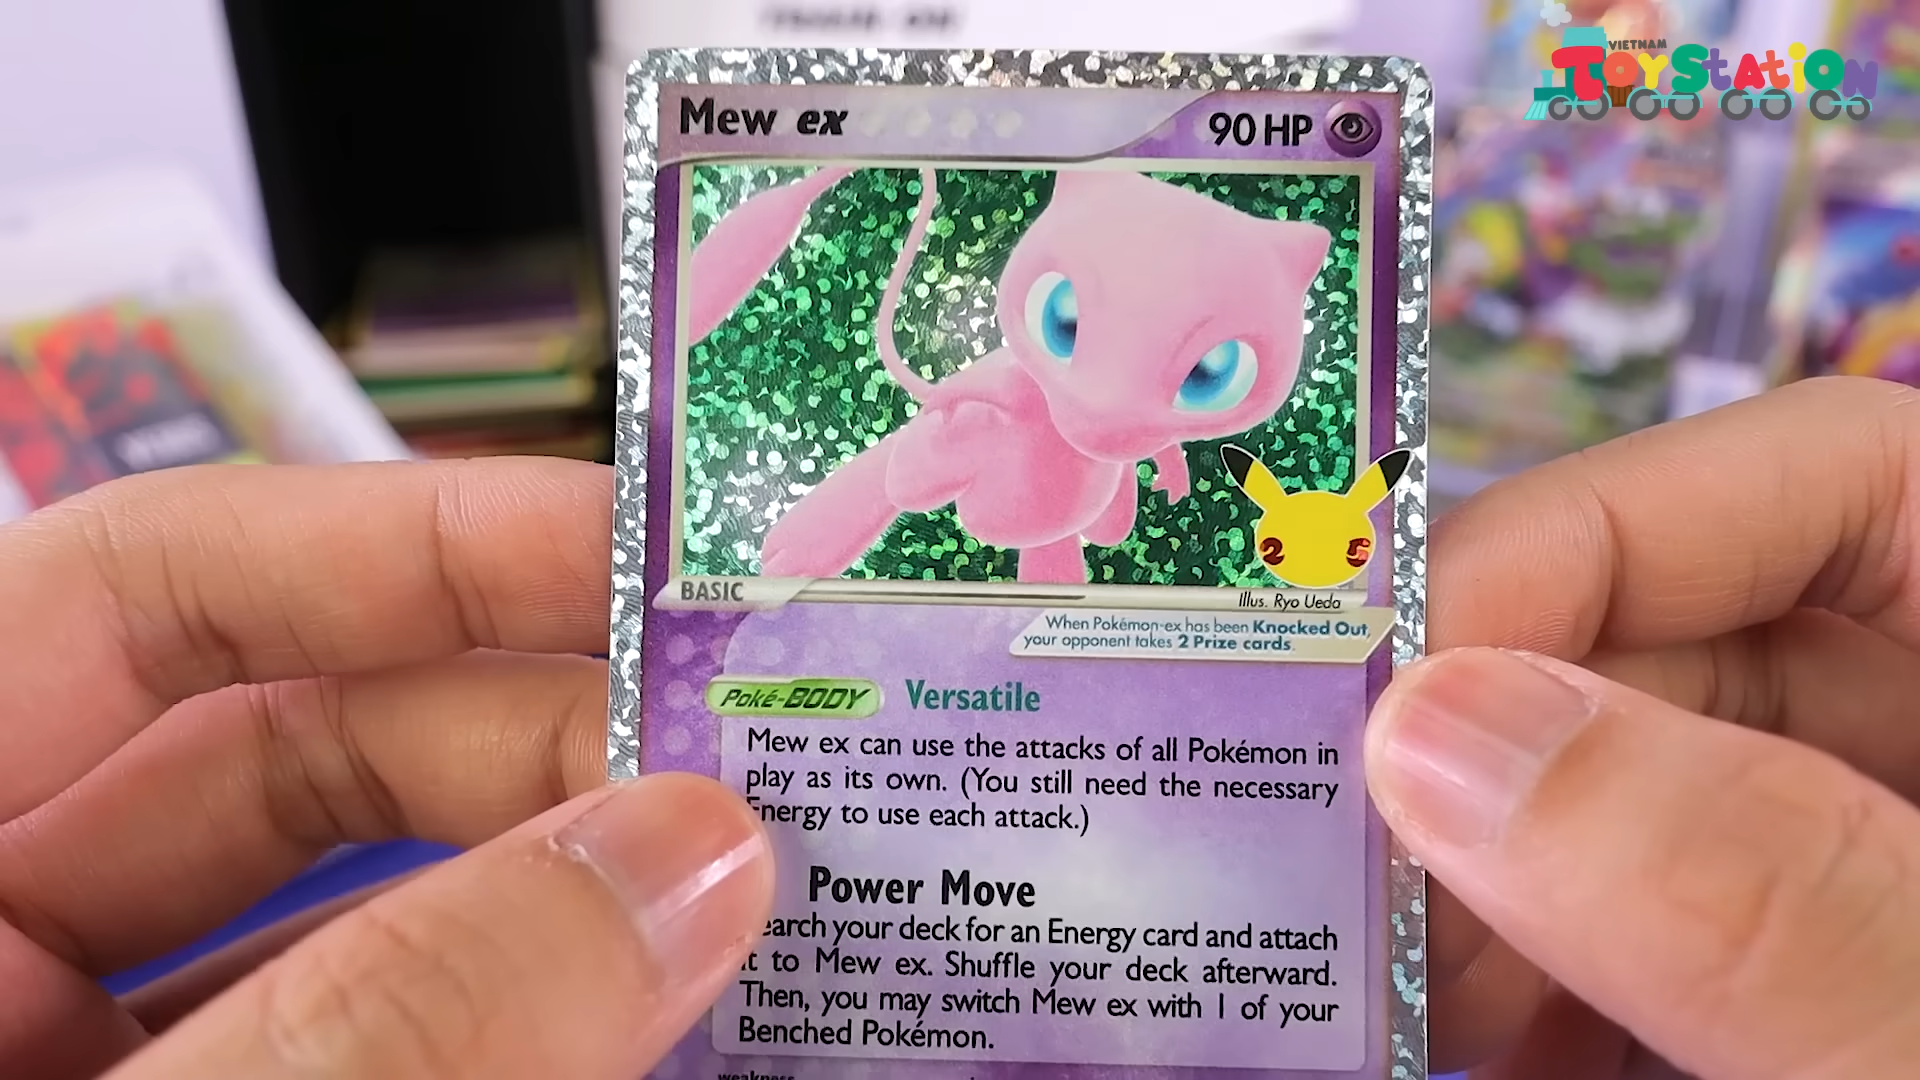 VIETNAM
TOYStAtiON
Mew ex
90 HP
25
BASIC
Illus. Ryo Ueda
When Pokémon-ex has been Knocked Out,
your opponent takes 2 Prize cards.
Poké-BODY Versatile
Mew ex can use the attacks of all Pokémon in
play as its own. (You still need the necessary
Energy to use each attack.)
Power Move
earch your deck for an Energy card and attach
it to Mew ex. Shuffle your deck afterward.
Then, you may switch Mew ex with 1 of your
Benched Pokémon.
weakness